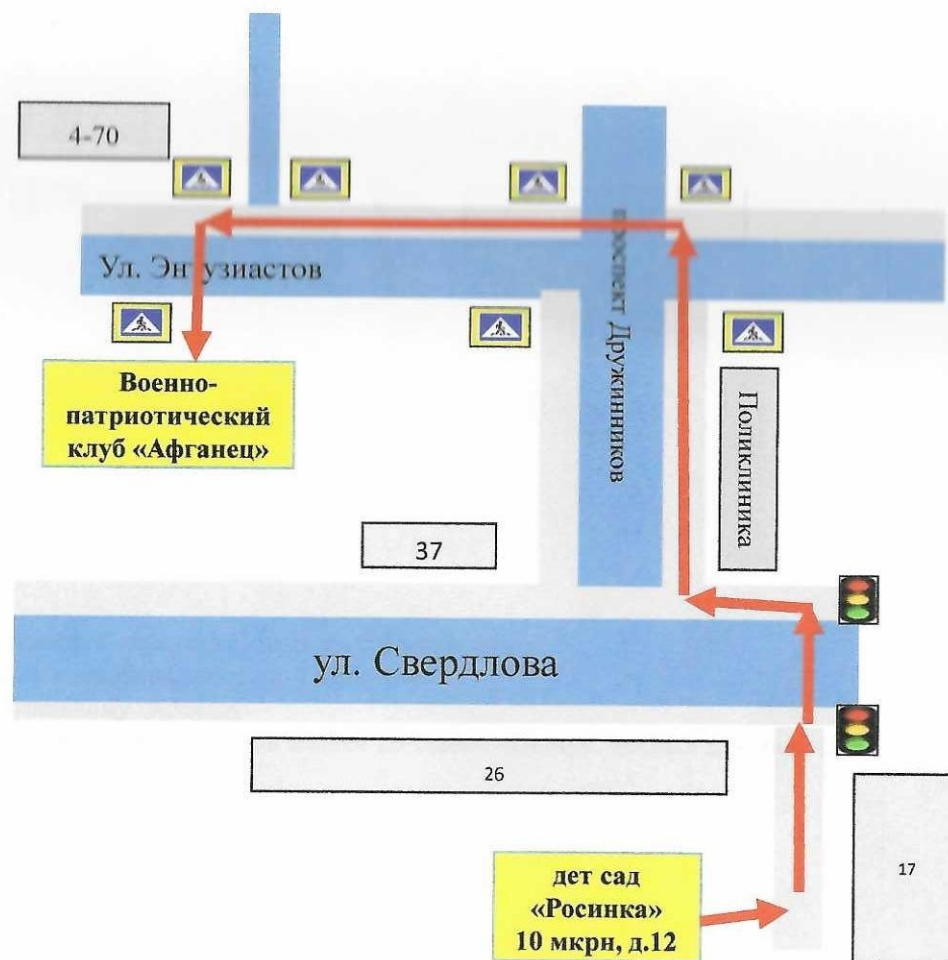 4-70
Ул. Энтузиастов
проспект Дружинников
Военно-
патриотический
клуб «Афганец»
Поликлиника
37
ул. Свердлова
26
17
дет сад
«Росинка»
10 мкрн, д.12